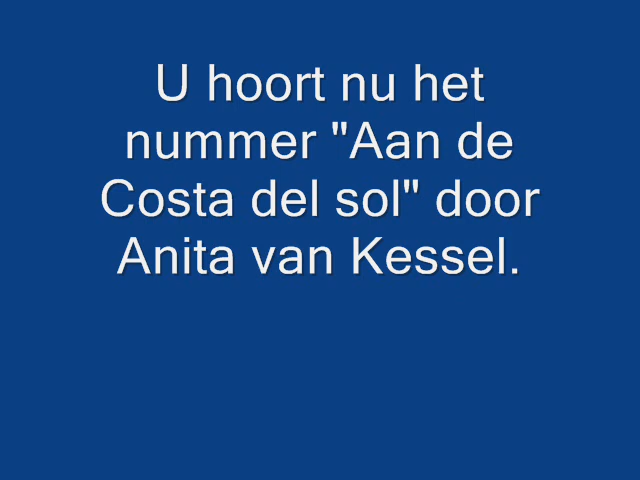 U hoort nu het
nummer "Aan de
Costa del sol" door
Anita van Kessel.